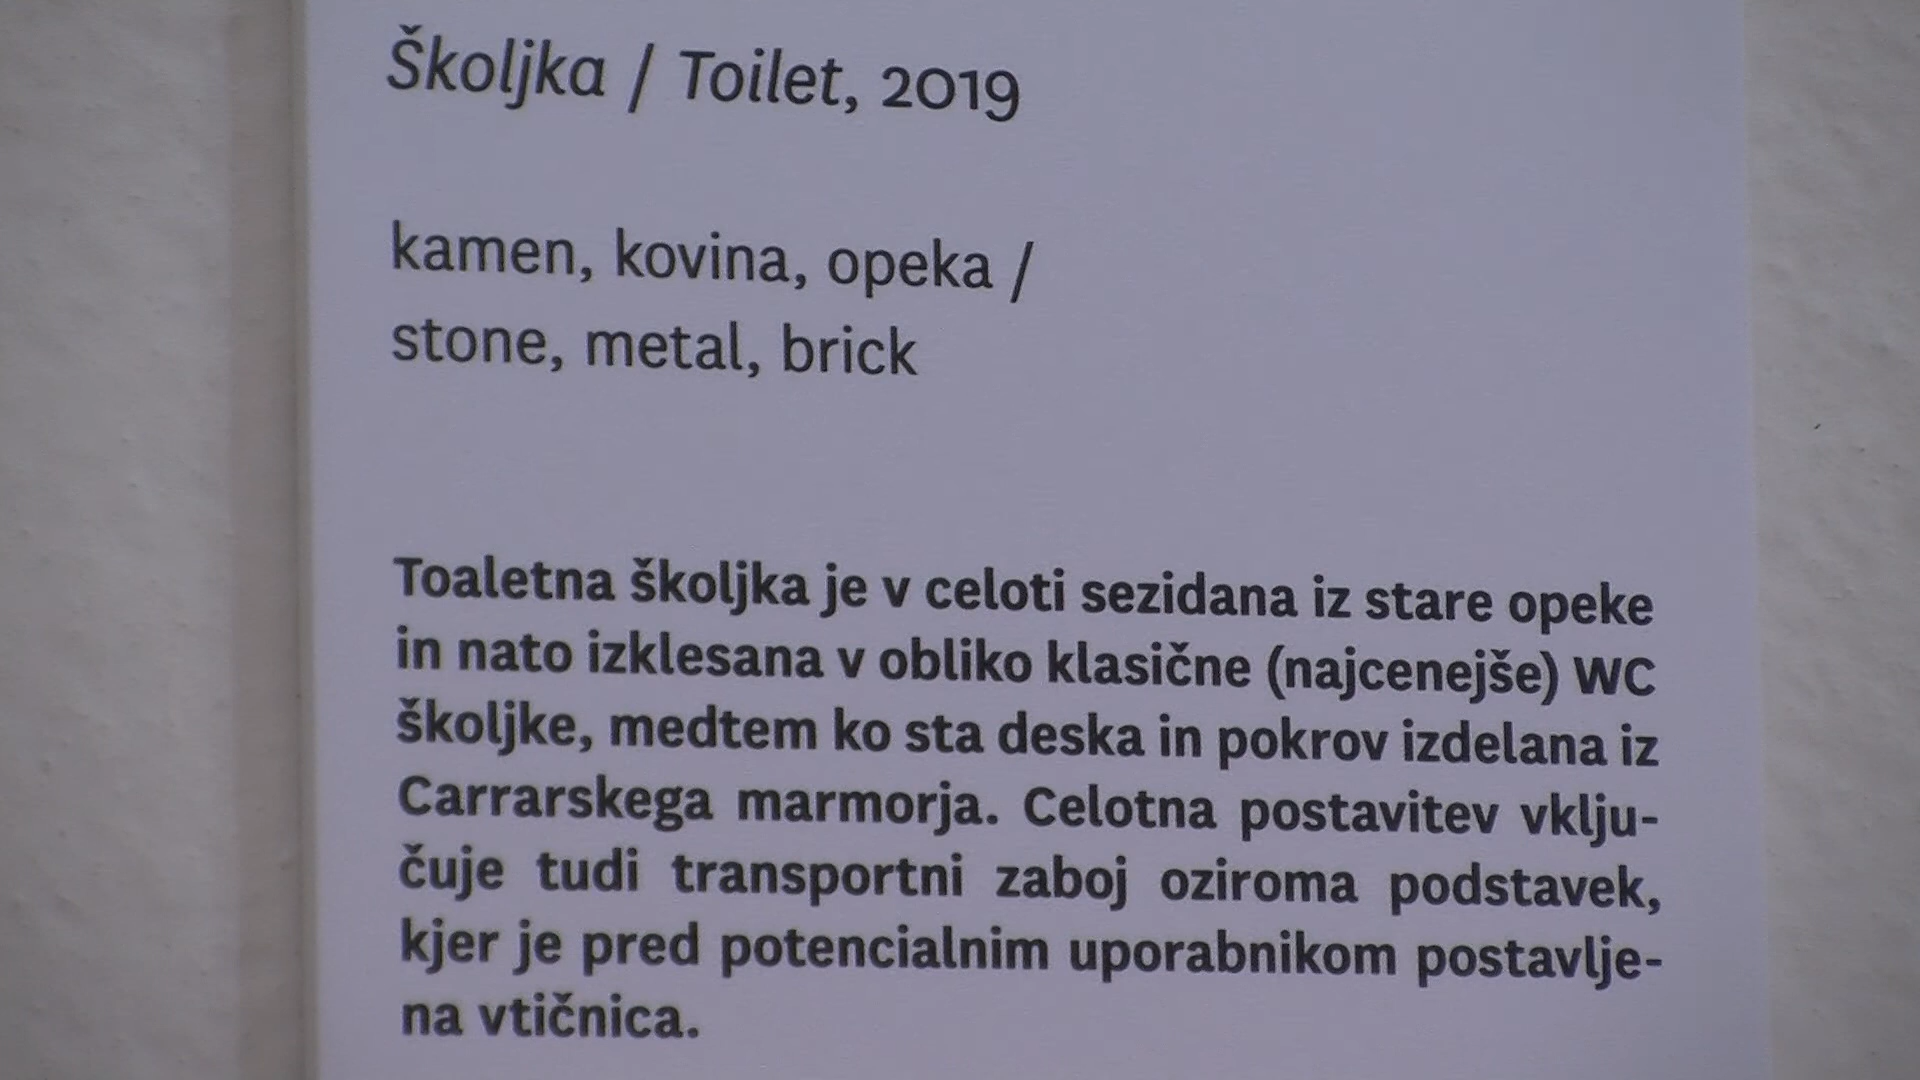 Školjka / Toilet, 2019
kamen, kovina, opeka /
stone, metal, brick
Toaletna školjka je v celoti sezidana iz stare opeke
in nato izklesana v obliko klasične (najcenejše) WC
školjke, medtem ko sta deska in pokrov izdelana iz
Carrarskega marmorja. Celotna postavitev vklju-
čuje tudi transportni zaboj oziroma podstavek,
kjer je pred potencialnim uporabnikom postavlje-
na vtičnica.